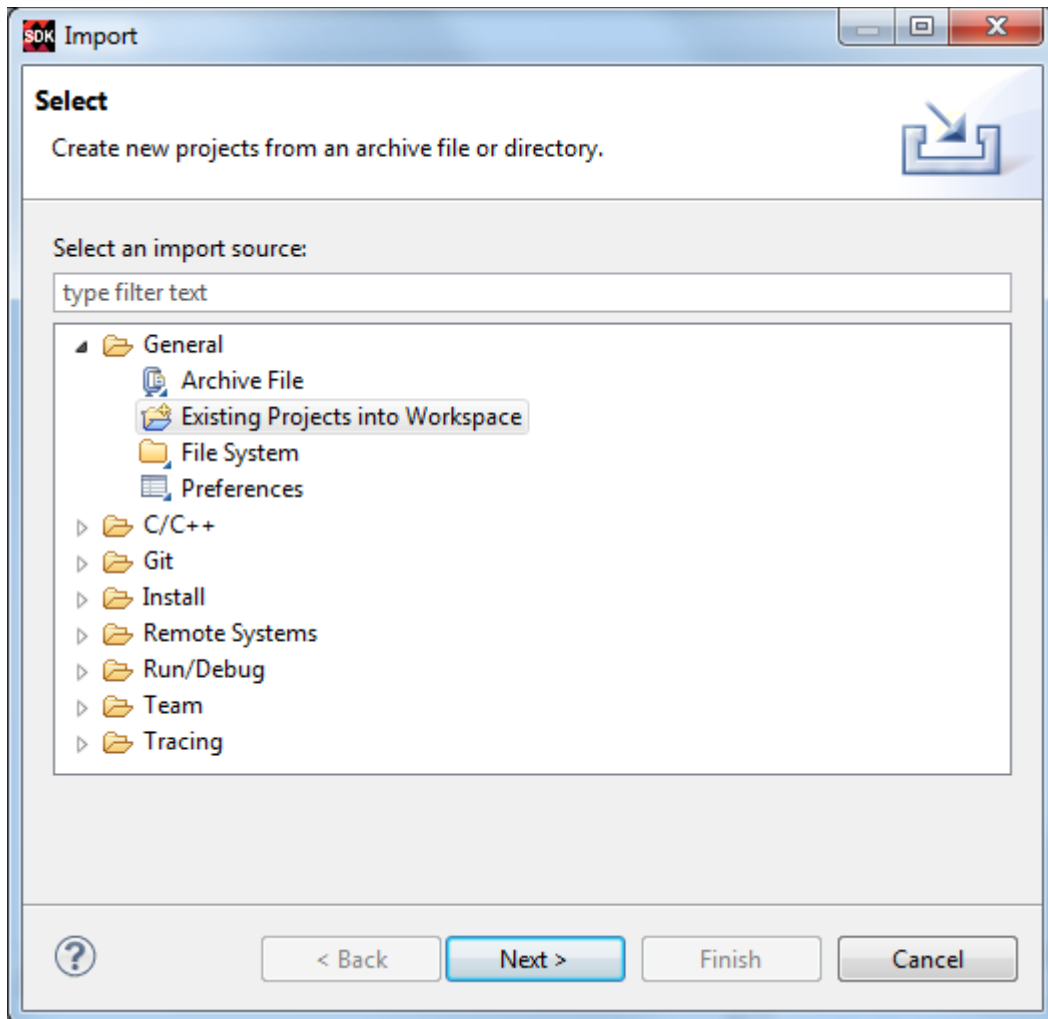 SDK Import
Select
Create new projects from an archive file or directory.
Select an import source:
type filter text
General
Archive File
Existing Projects into Workspace
File System
Preferences
C/C++
Git
Install
Remote Systems
Run/Debug
Team
Tracing
? < Back Next > Finish Cancel